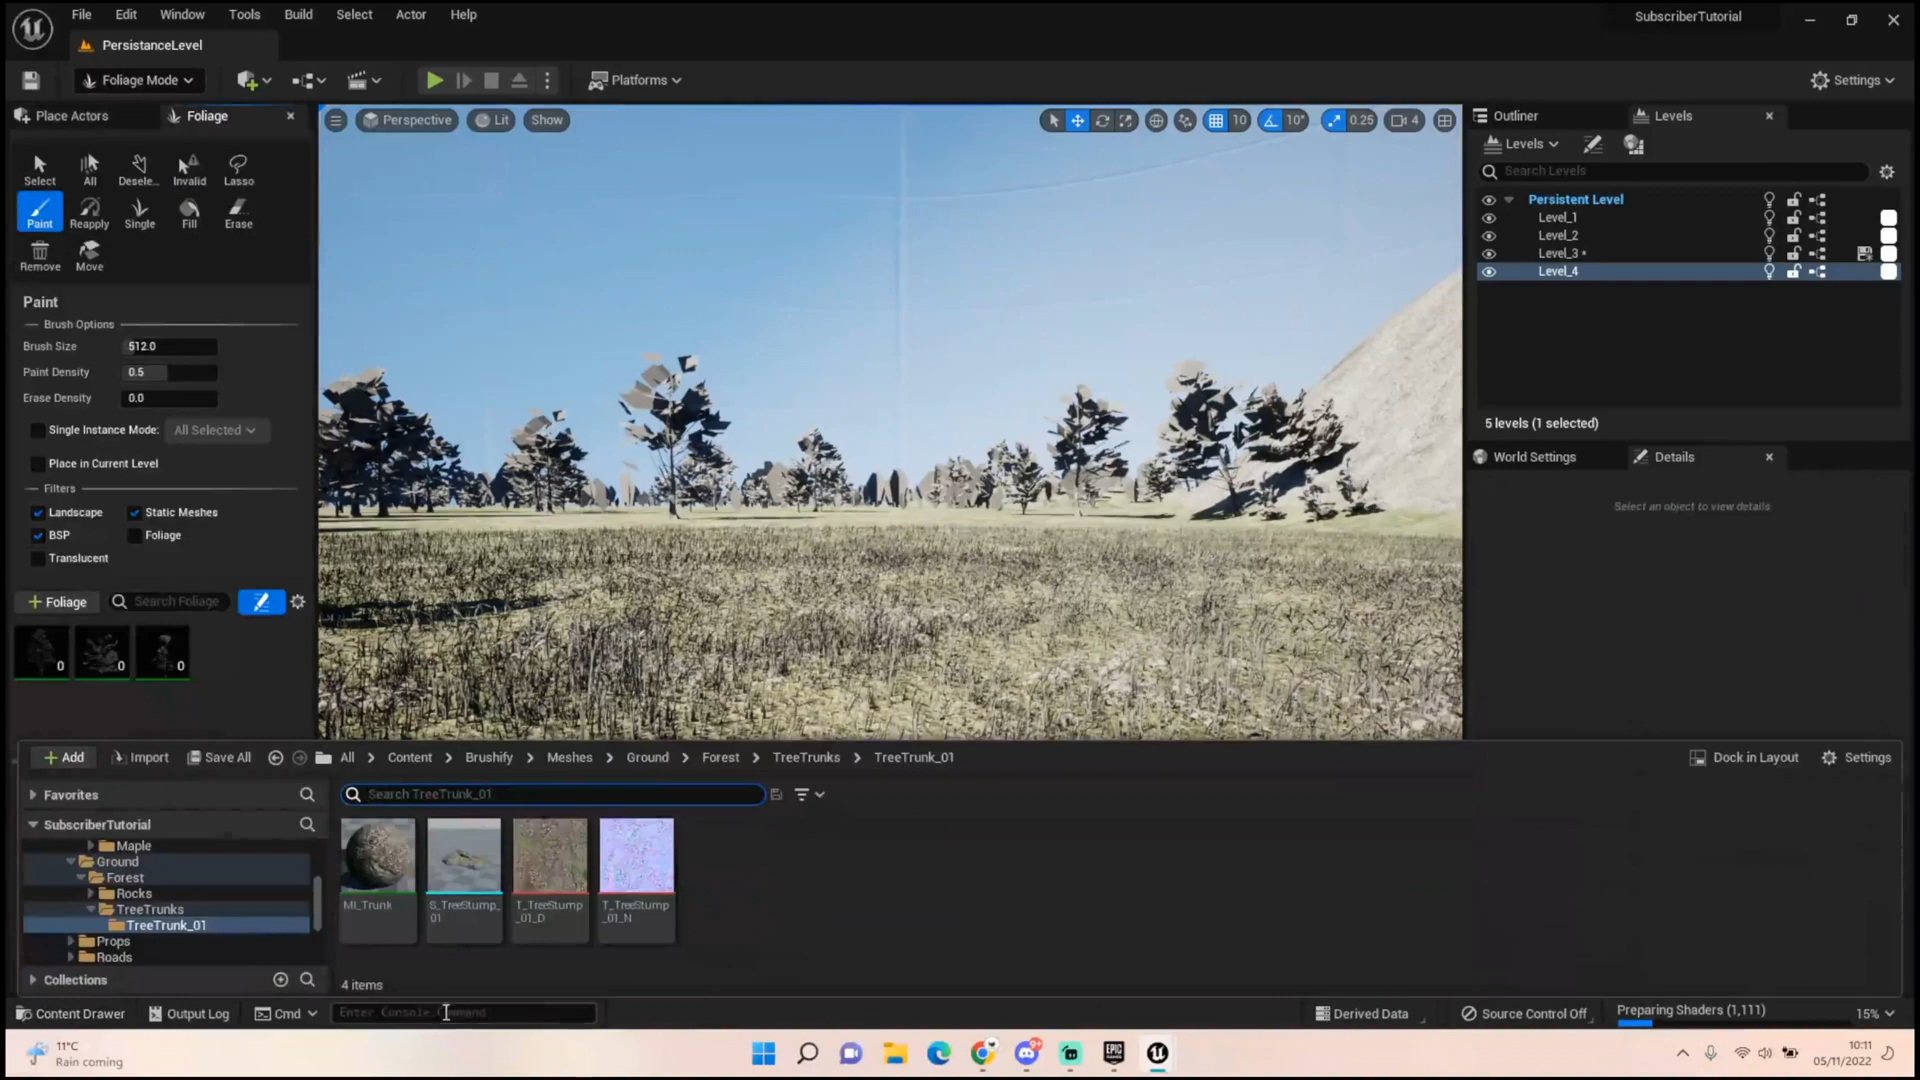 File Edit Window Tools Build Select Actor Help
SubscriberTutorial
PersistanceLevel
Foliage Mode
Platforms
Settings
Place Actors
Foliage
Perspective
Lit
Show
10
10°
0.25
4
Outliner
Levels
Levels
Search Levels
Select
All
Desele...
Invalid
Lasso
Paint
Reapply
Single
Fill
Erase
Remove
Move
Persistent Level
Level_1
Level_2
Level_3 *
Level_4
5 levels (1 selected)
World Settings
Details
Select an object to view details
Paint
Brush Options
Brush Size 512.0
Paint Density 0.5
Erase Density 0.0
Single Instance Mode: All Selected
Place in Current Level
Filters
Landscape Static Meshes
BSP Foliage
Translucent
+ Foliage Search Foliage
0
0
0
Add
Import
Save All
All > Content > Brushify > Meshes > Ground > Forest > TreeTrunks > TreeTrunk_01
Dock in Layout
Settings
Favorites
Search TreeTrunk_01
SubscriberTutorial
Maple
Ground
Forest
Rocks
TreeTrunks
TreeTrunk_01
Props
Roads
Collections
MI_Trunk
S_TreeStump_
01
T_TreeStump
_01_D
T_TreeStump
_01_N
4 items
Content Drawer
Output Log
Cmd
Enter Console Command
Derived Data
Source Control Off
Preparing Shaders (1,111)
15%
11°C
Rain coming
EPIC
GAMES
10:11
05/11/2022